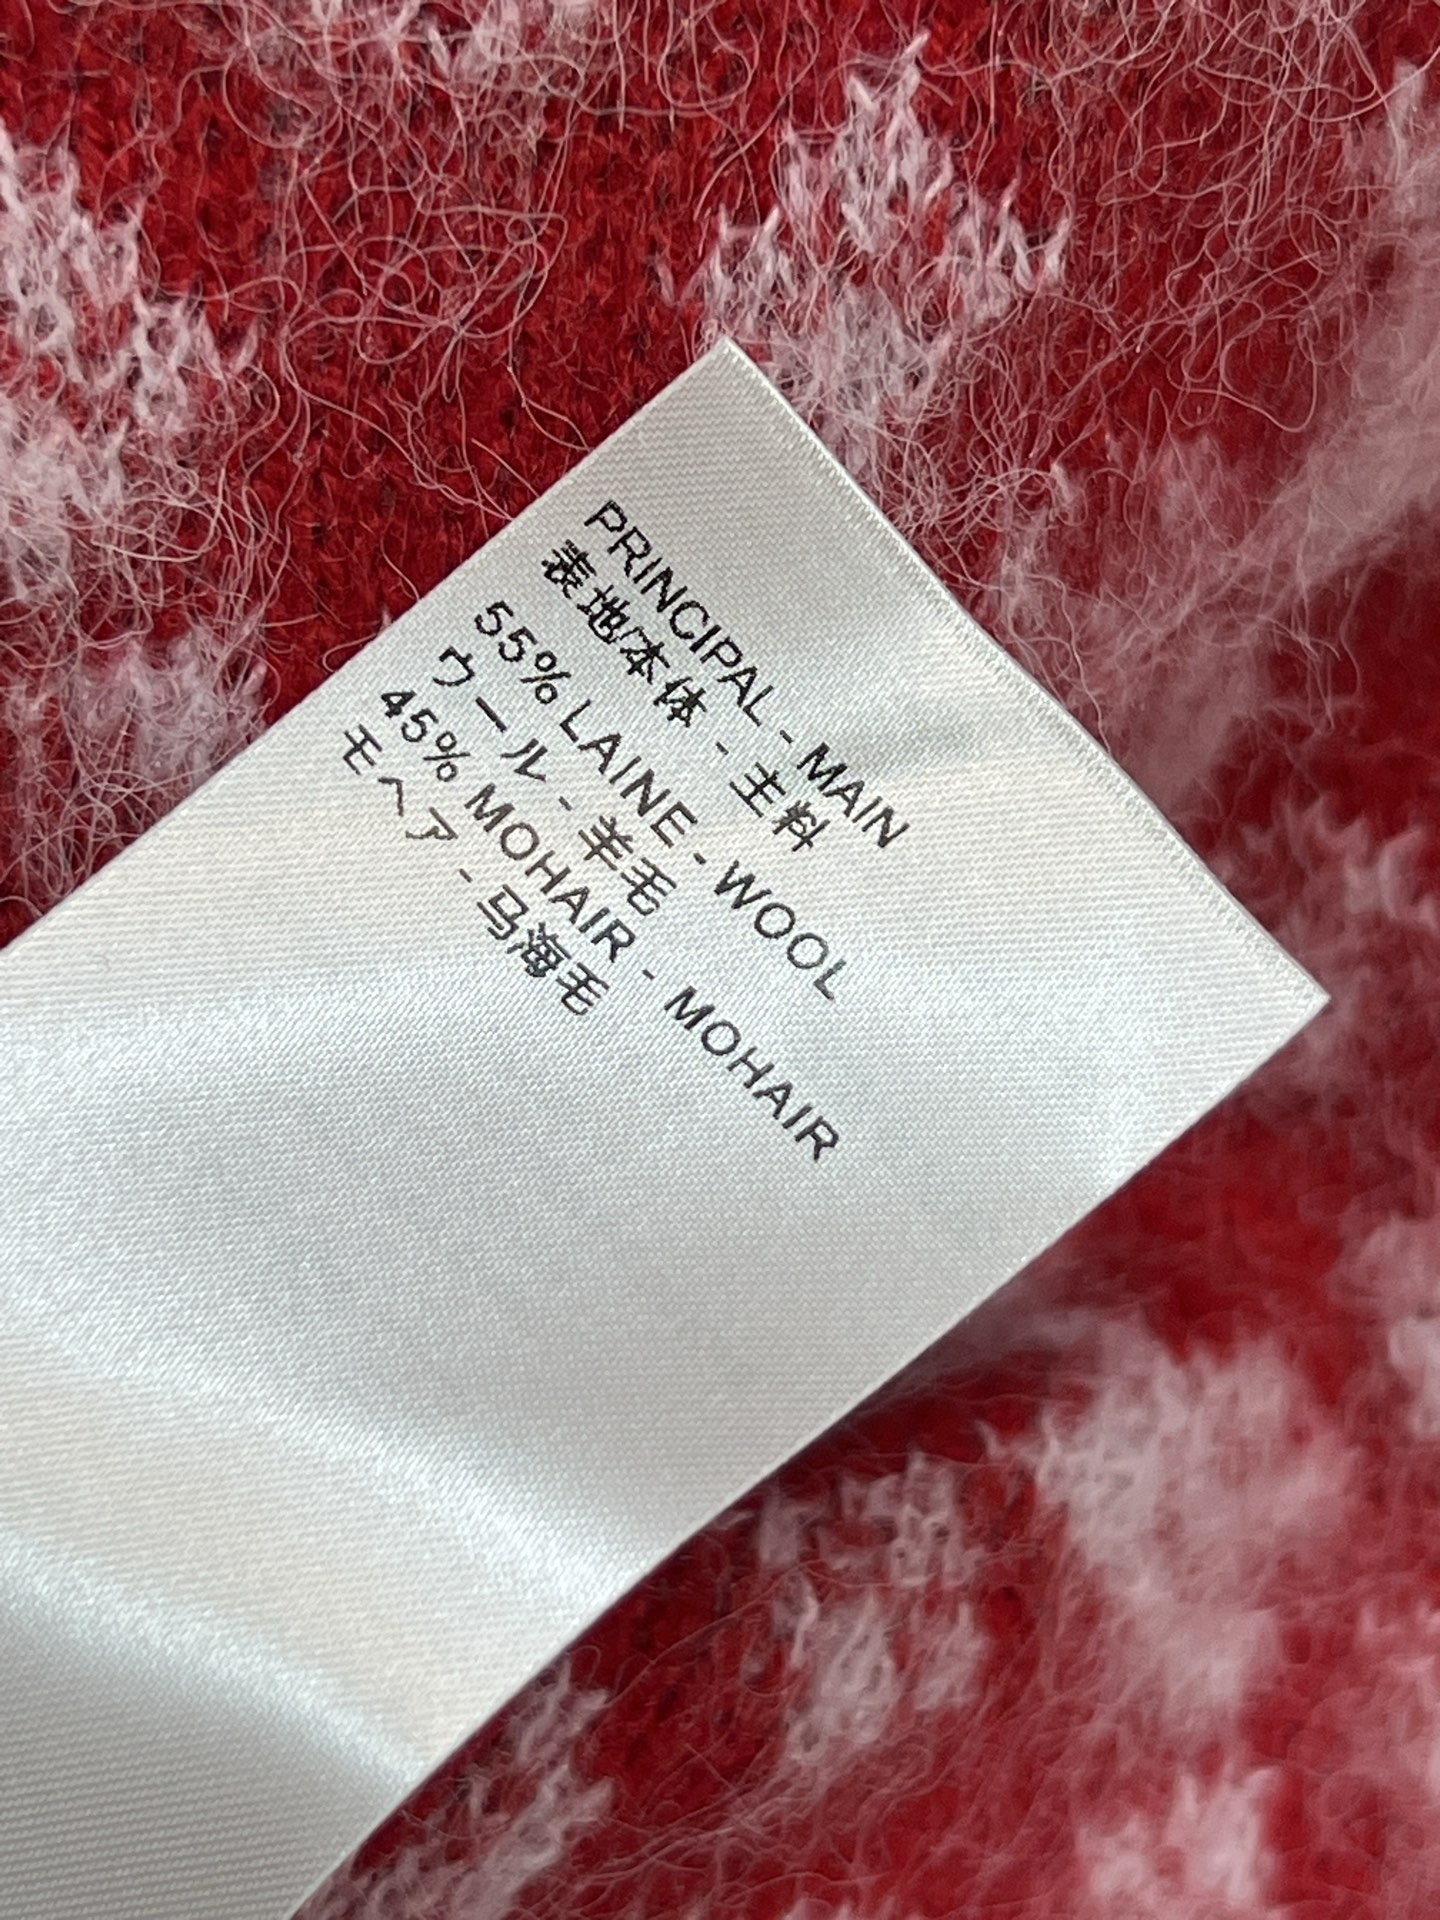 PRINCIPAL - MAIN
表地/本体 - 主料
55% LAINE - WOOL
ウール - 羊毛
45% MOHAIR - MOHAIR
モヘア - 马海毛